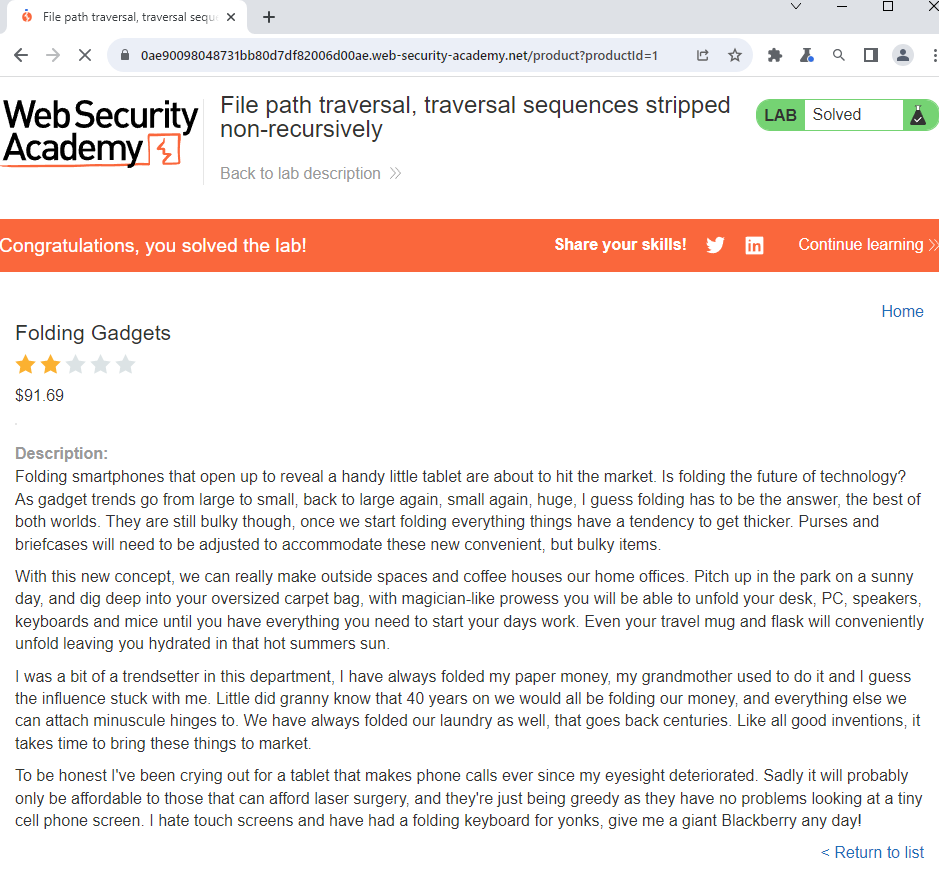 File path traversal, traversal sequ
0ae90098048731bb80d7df82006d00ae.web-security-academy.net/product?productId=1
Web Security
Academy
File path traversal, traversal sequences stripped
non-recursively
LAB Solved
Back to lab description
Congratulations, you solved the lab!
Share your skills!
Continue learning
Home
Folding Gadgets
$91.69
Description:
Folding smartphones that open up to reveal a handy little tablet are about to hit the market. Is folding the future of technology?
As gadget trends go from large to small, back to large again, small again, huge, I guess folding has to be the answer, the best of
both worlds. They are still bulky though, once we start folding everything things have a tendency to get thicker. Purses and
briefcases will need to be adjusted to accommodate these new convenient, but bulky items.
With this new concept, we can really make outside spaces and coffee houses our home offices. Pitch up in the park on a sunny
day, and dig deep into your oversized carpet bag, with magician-like prowess you will be able to unfold your desk, PC, speakers,
keyboards and mice until you have everything you need to start your days work. Even your travel mug and flask will conveniently
unfold leaving you hydrated in that hot summers sun.
I was a bit of a trendsetter in this department, I have always folded my paper money, my grandmother used to do it and I guess
the influence stuck with me. Little did granny know that 40 years on we would all be folding our money, and everything else we
can attach minuscule hinges to. We have always folded our laundry as well, that goes back centuries. Like all good inventions, it
takes time to bring these things to market.
To be honest I've been crying out for a tablet that makes phone calls ever since my eyesight deteriorated. Sadly it will probably
only be affordable to those that can afford laser surgery, and they're just being greedy as they have no problems looking at a tiny
cell phone screen. I hate touch screens and have had a folding keyboard for yonks, give me a giant Blackberry any day!
< Return to list